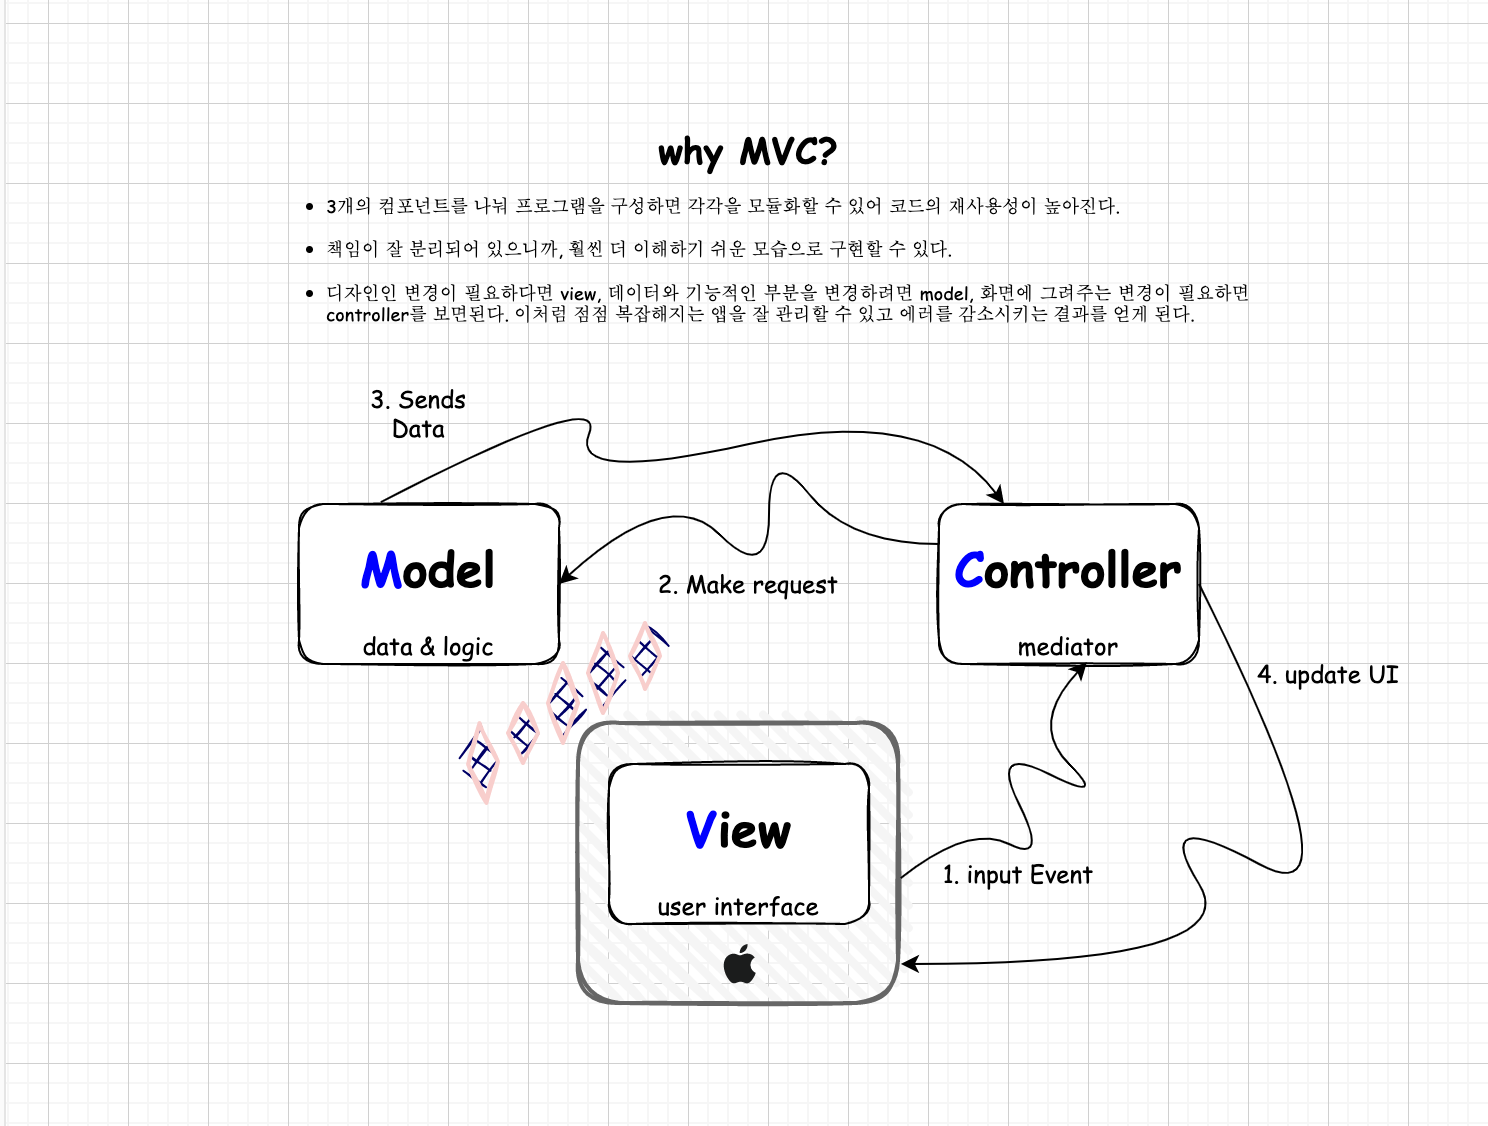 why MVC?
3개의 컴포넌트를 나눠 프로그램을 구성하면 각각을 모듈화할 수 있어 코드의 재사용성이 높아진다.
책임이 잘 분리되어 있으니까, 훨씬 더 이해하기 쉬운 모습으로 구현할 수 있다.
디자인인 변경이 필요하다면 view, 데이터와 기능적인 부분을 변경하려면 model, 화면에 그려주는 변경이 필요하면
controller를 보면된다. 이처럼 점점 복잡해지는 앱을 잘 관리할 수 있고 에러를 감소시키는 결과를 얻게 된다.
3. Sends
Data
2. Make request
Model
data & logic
Controller
mediator
4. update UI
View
user interface
1. input Event